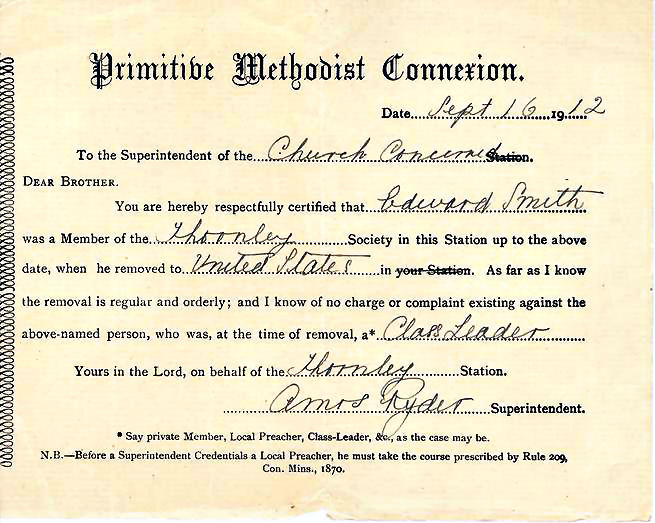 Primitive Methodist Connexion.
Date Sept 16 1912
To the Superintendent of the Church Concerned Station.
DEAR BROTHER.
You are hereby respectfully certified that Edward Smith
was a Member of the Thornley Society in this Station up to the above
date, when he removed to United States in your Station. As far as I know
the removal is regular and orderly; and I know of no charge or complaint existing against the
above-named person, who was, at the time of removal, a* Class Leader
Yours in the Lord, on behalf of the Thornley Station.
Amos Ryder Superintendent.
* Say private Member, Local Preacher, Class-Leader, &c., as the case may be.
N.B.—Before a Superintendent Credentials a Local Preacher, he must take the course prescribed by Rule 209,
Con. Mins., 1870.